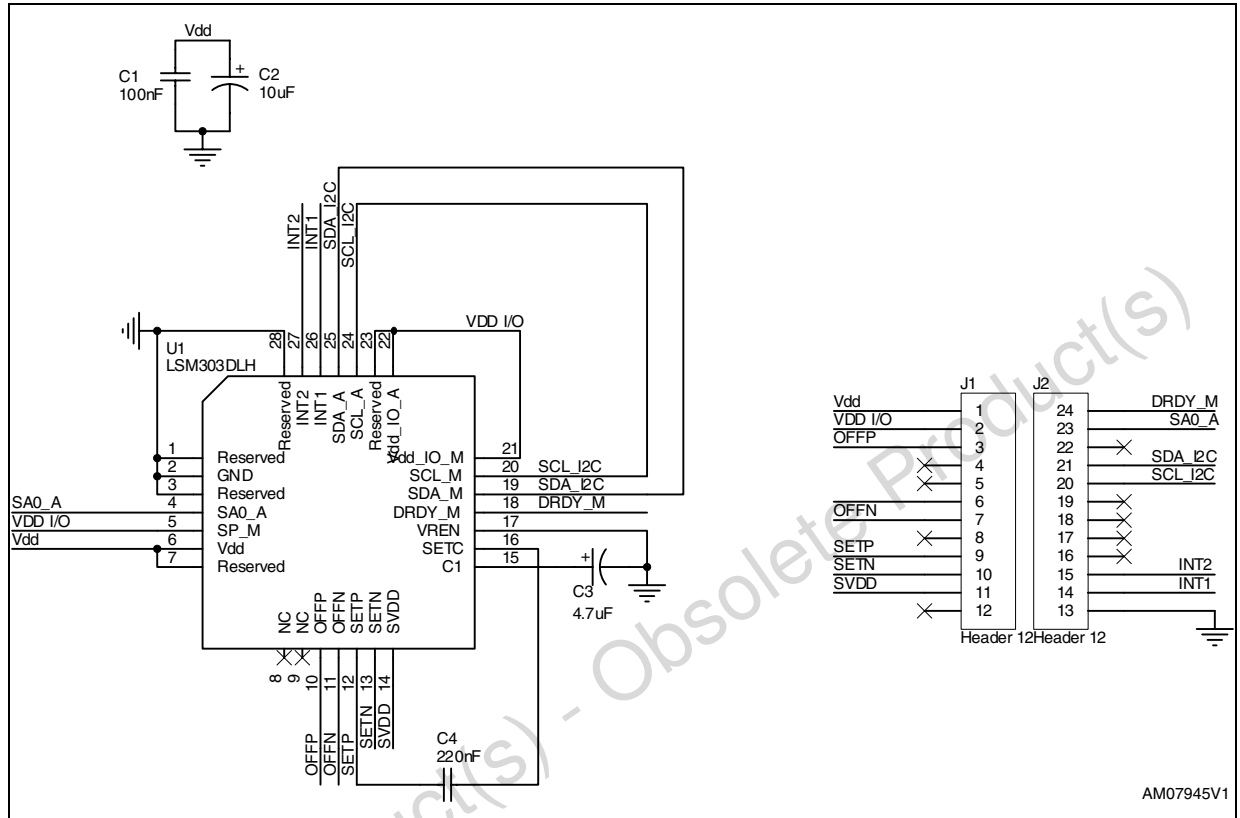 Vdd
C1
100nF
+
C2
10uF
INT2
INT1
SDA_I2C
SCL_I2C
VDD I/O
28
27
26
25
24
23
22
U1
LSM303DLH
Reserved
INT2
INT1
SDA_A
SCL_A
Reserved
Vdd_IO_A
1 Reserved
2 GND
3 Reserved
SA0_A 4 SA0_A
VDD I/O 5 SP_M
Vdd 6 Vdd
7 Reserved
Vdd_IO_M 21
SCL_M 20 SCL_I2C
SDA_M 19 SDA_I2C
DRDY_M 18 DRDY_M
VREN 17
SETC 16
C1 15
+
C3
4.7uF
NC
NC
OFFP
OFFN
SETP
SETN
SVDD
8
9
10
11
12
13
14
OFFP
OFFN
SETP
SETN
SVDD
C4
220nF
J1
Vdd 1
VDD I/O 2
OFFP 3
4
5
6
OFFN 7
8
SETP 9
SETN 10
SVDD 11
12
Header 12
J2
24 DRDY_M
23 SA0_A
22
21 SDA_I2C
20 SCL_I2C
19
18
17
16
15 INT2
14 INT1
13
Header 12
uct(s) - Obsolete Product(s)
AM07945V1